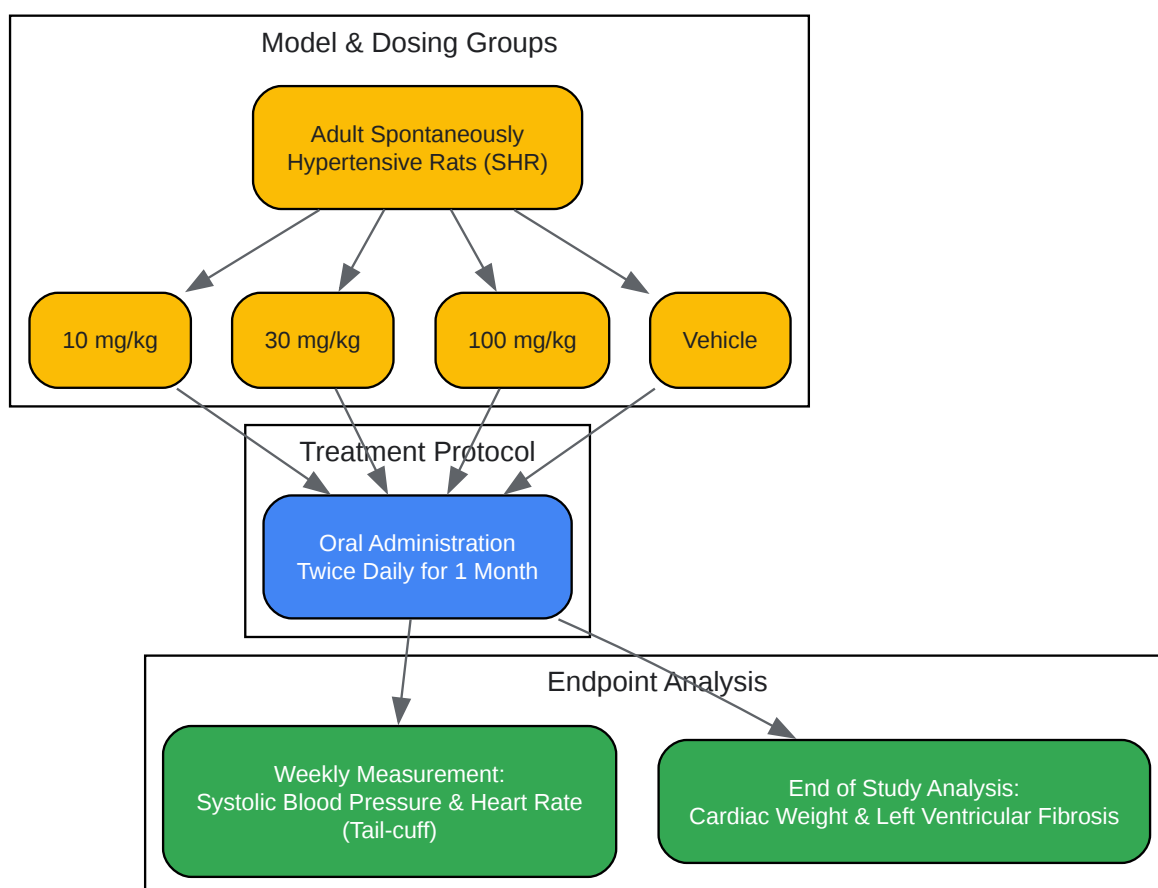 Model & Dosing Groups
Adult Spontaneously
Hypertensive Rats (SHR)
10 mg/kg
30 mg/kg
100 mg/kg
Vehicle
Treatment Protocol
Oral Administration
Twice Daily for 1 Month
Endpoint Analysis
Weekly Measurement:
Systolic Blood Pressure & Heart Rate
(Tail-cuff)
End of Study Analysis:
Cardiac Weight & Left Ventricular Fibrosis